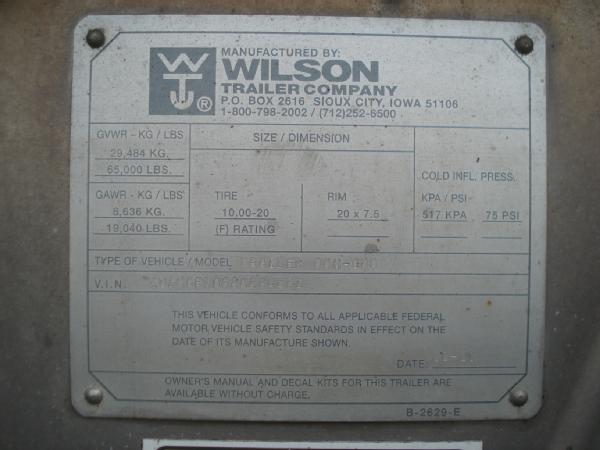 MANUFACTURED BY:
WILSON
TRAILER COMPANY
P.O. BOX 2616 SIOUX CITY, IOWA 51106
1-800-798-2002 / (712)252-6500
WTC ®
GVWR - KG / LBS
29,484 KG.
65,000 LBS.
GAWR - KG / LBS
8,636 KG.
19,040 LBS.
SIZE / DIMENSION
TIRE
10.00-20
(F) RATING
RIM
20 x 7.5
COLD INFL. PRESS.
KPA / PSI
517 KPA 75 PSI
TYPE OF VEHICLE / MODEL TRAILER
V.I.N.
THIS VEHICLE CONFORMS TO ALL APPLICABLE FEDERAL
MOTOR VEHICLE SAFETY STANDARDS IN EFFECT ON THE
DATE OF ITS MANUFACTURE SHOWN.
DATE:
OWNER'S MANUAL AND DECAL KITS FOR THIS TRAILER ARE
AVAILABLE WITHOUT CHARGE.
B-2629-E